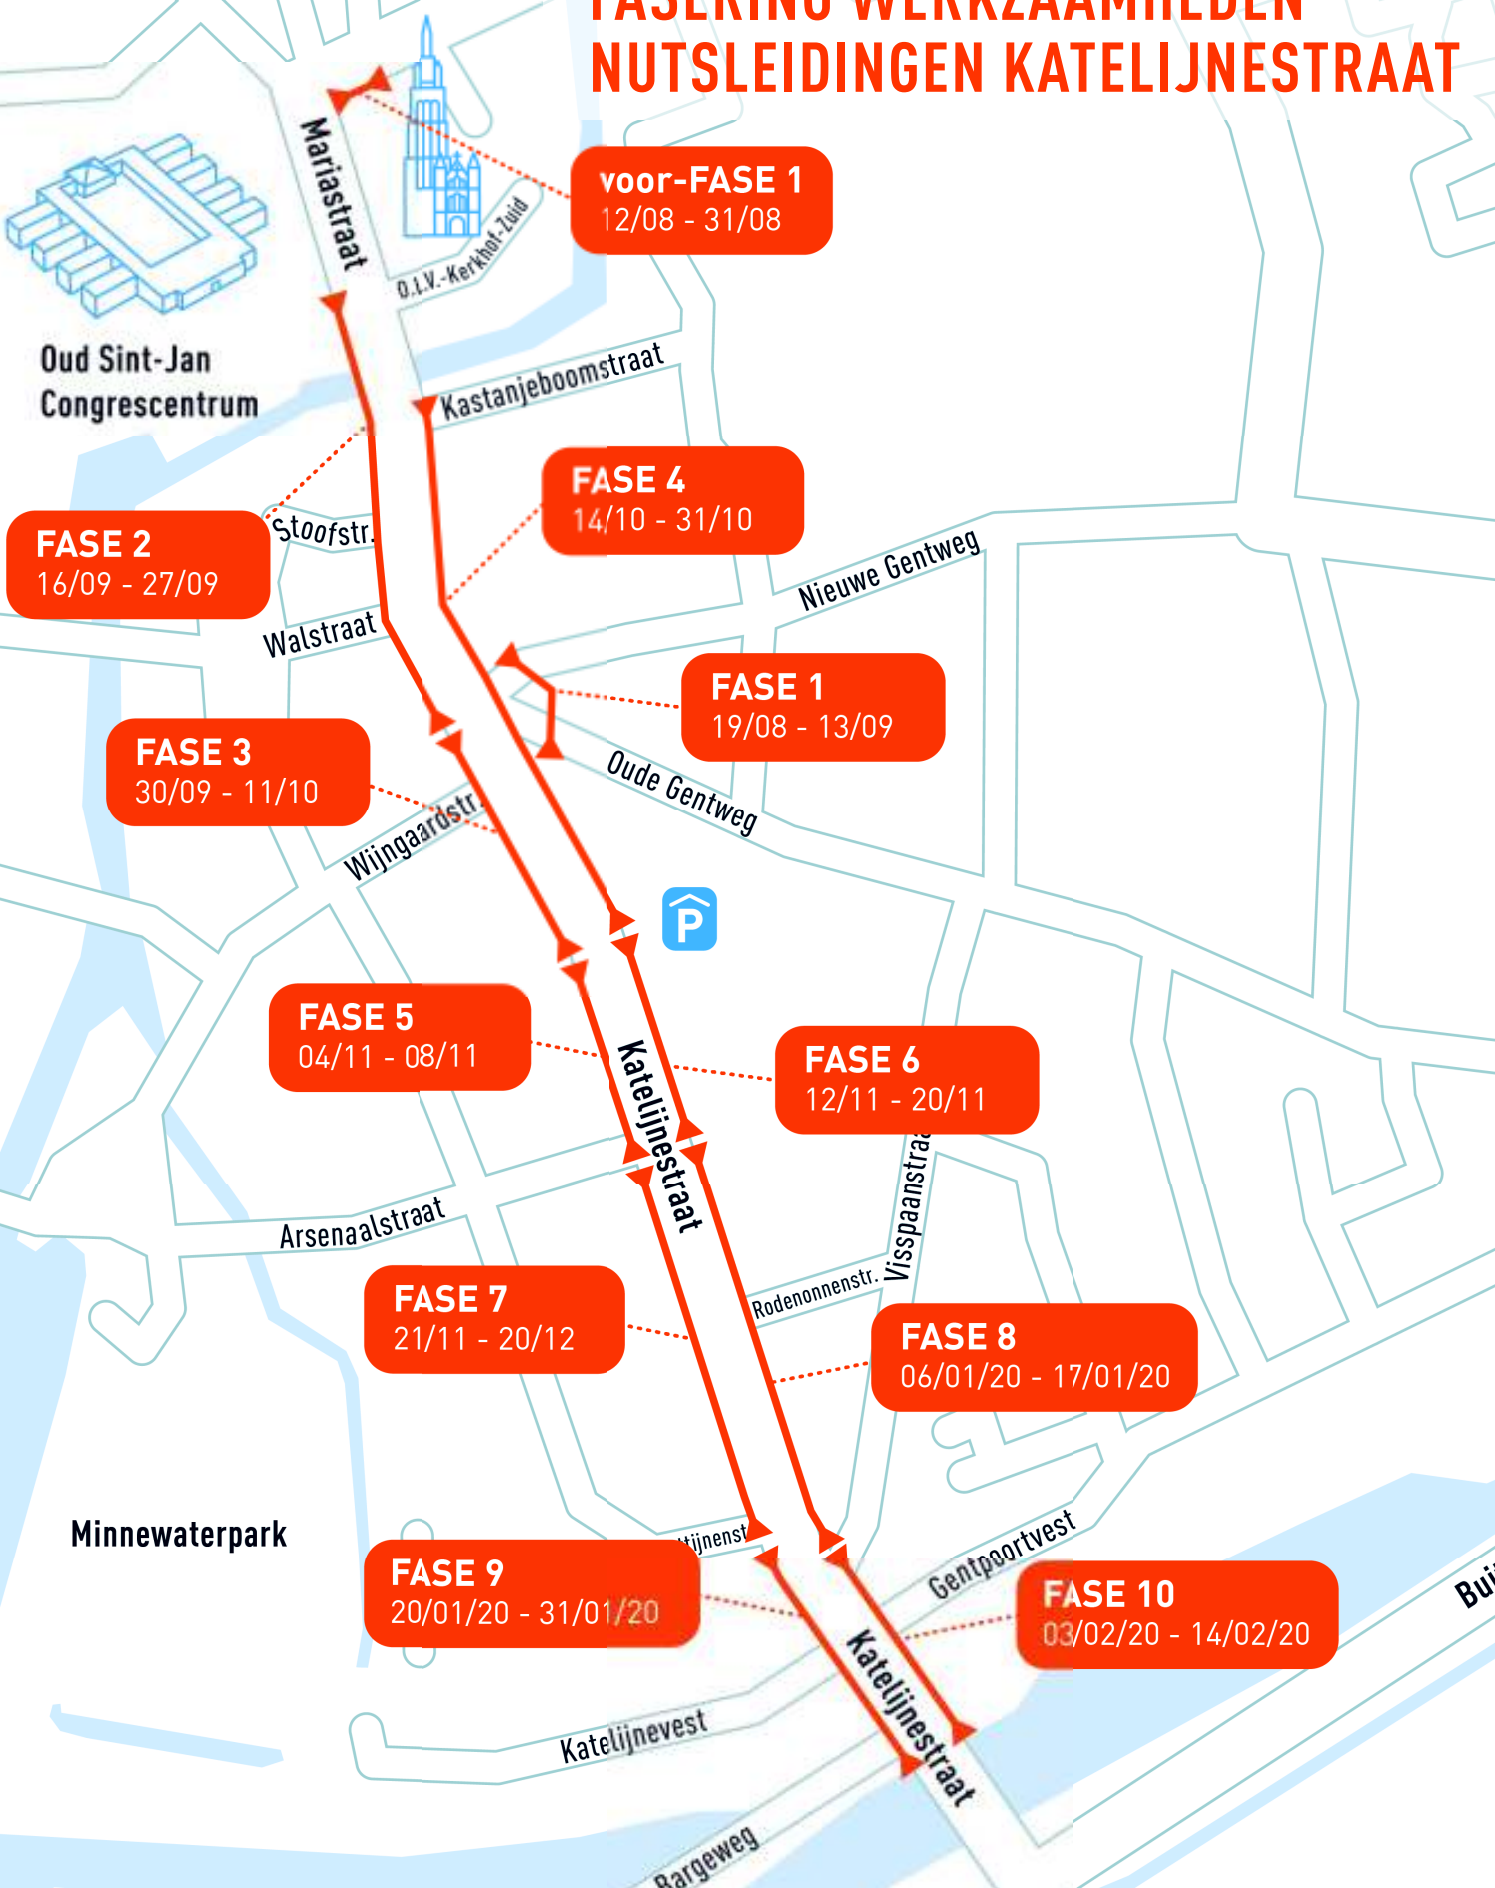 FASERING WERKZAAMHEDEN
NUTSLEIDINGEN KATELIJNESTRAAT
Mariastraat
voor-FASE 1
12/08 - 31/08
O.L.V.-Kerkhof-Zuid
Oud Sint-Jan
Congrescentrum
Kastanjeboomstraat
FASE 4
14/10 - 31/10
FASE 2
16/09 - 27/09
Stoofstr.
Nieuwe Gentweg
Walstraat
FASE 1
19/08 - 13/09
FASE 3
30/09 - 11/10
Oude Gentweg
Wijngaardstr.
P
FASE 5
04/11 - 08/11
Katelijnestraat
FASE 6
12/11 - 20/11
Visspaanstraa
Arsenaalstraat
Rodenonnenstr.
FASE 7
21/11 - 20/12
FASE 8
06/01/20 - 17/01/20
Minnewaterpark
Gentpoortvest
FASE 9
20/01/20 - 31/01/20
FASE 10
03/02/20 - 14/02/20
Katelijnestraat
Katelijnevest
Bargeweg